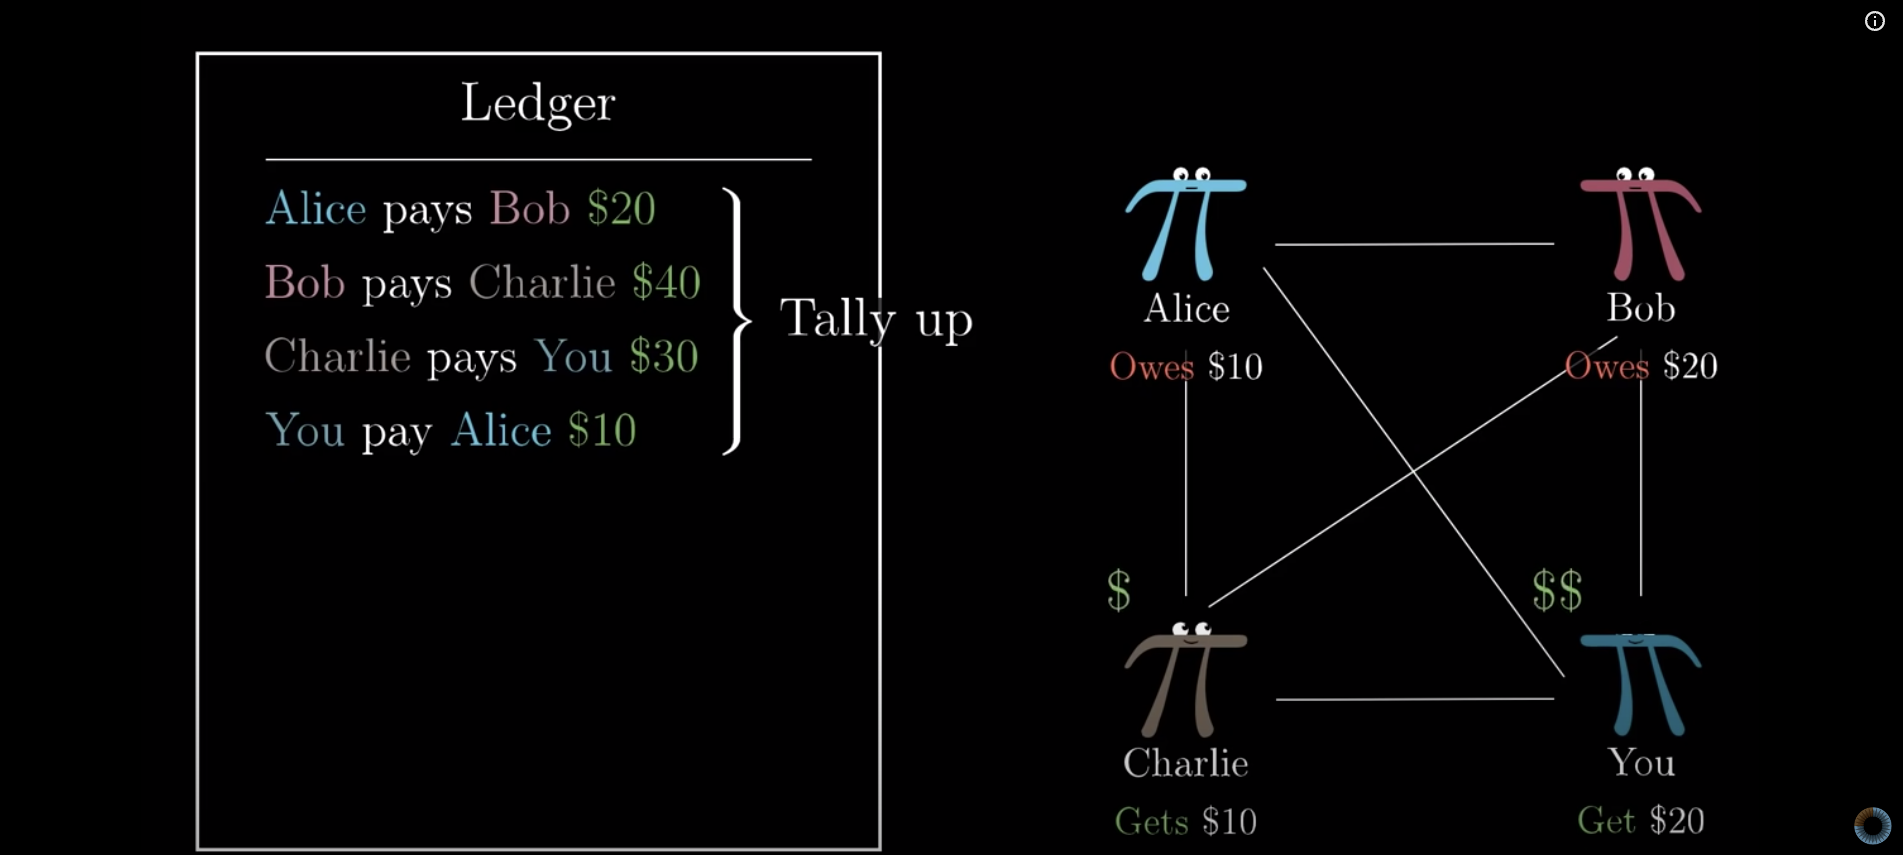 Ledger
Alice pays Bob $20
Bob pays Charlie $40
Charlie pays You $30
You pay Alice $10
Tally up
Alice
Owes $10
Bob
Owes $20
$
Charlie
Gets $10
$$
You
Get $20